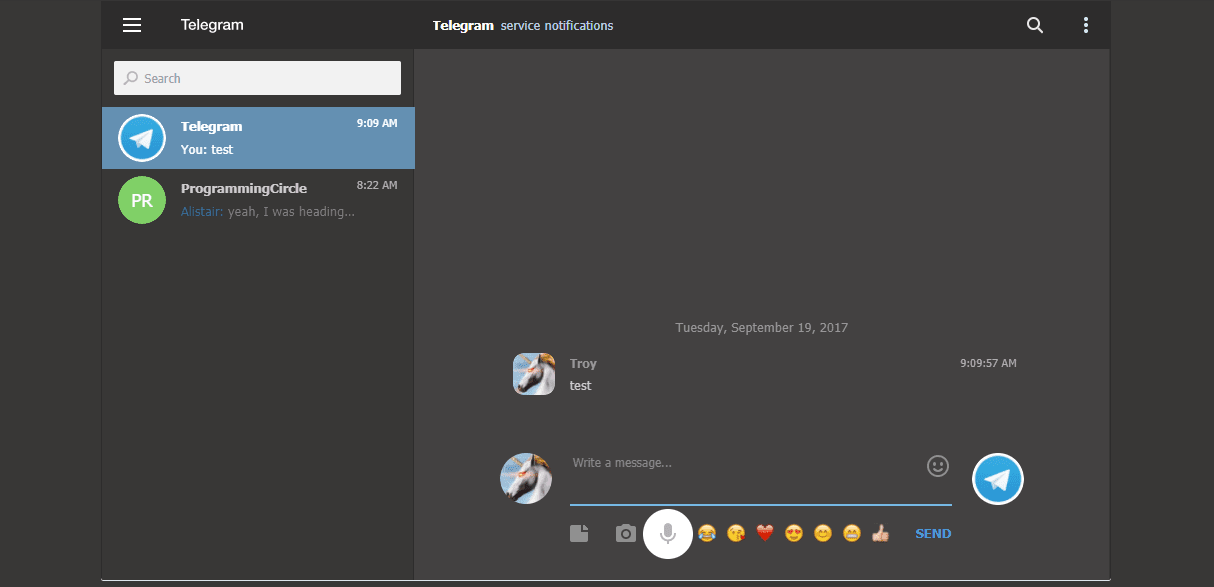 Telegram
Telegram service notifications
Search
Telegram 9:09 AM
You: test
PR
ProgrammingCircle 8:22 AM
Alistair: yeah, I was heading...
Tuesday, September 19, 2017
Troy 9:09:57 AM
test
Write a message...
SEND